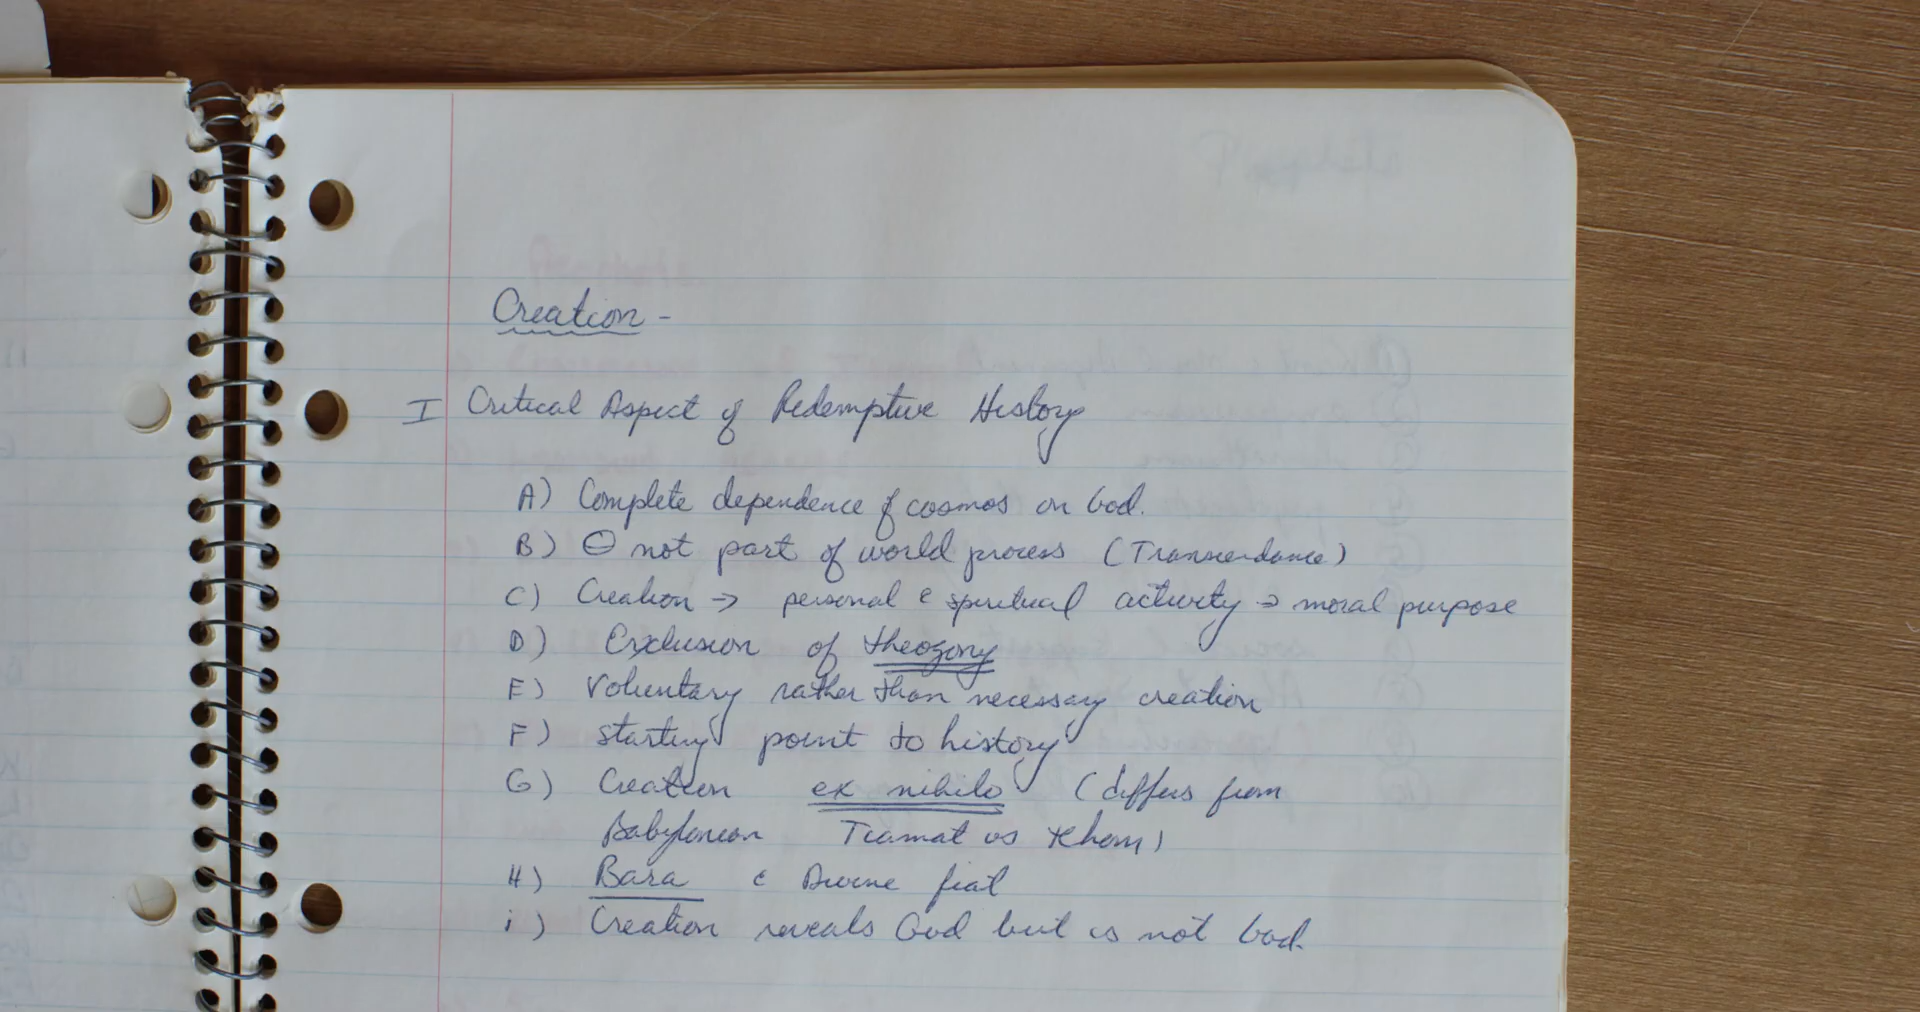 Creation -
I Critical Aspect of Redemptive History
A) Complete dependence of cosmos on God.
B) Θ not part of world process (Transcendance)
C) Creation → personal & spiritual activity → moral purpose
D) Exclusion of theogony
E) Voluntary rather than necessary creation
F) starting point to history
G) Creation ex nihilo (differs from
Babylonian Tiamat vs tehom)
H) Bara & Divine fiat
i) Creation reveals God but is not God.